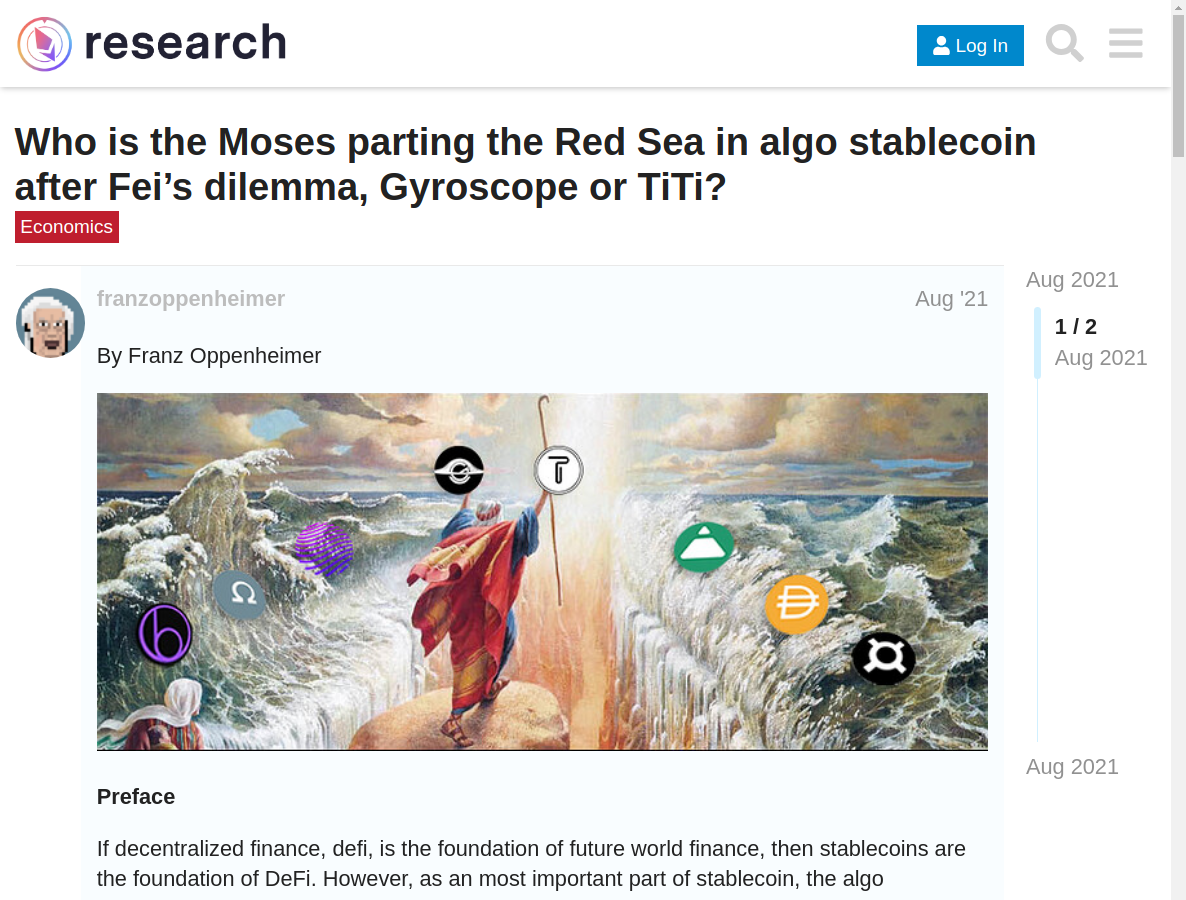 research
Log In
Who is the Moses parting the Red Sea in algo stablecoin
after Fei’s dilemma, Gyroscope or TiTi?
Economics
franzoppenheimer
Aug '21
Aug 2021
1 / 2
Aug 2021
By Franz Oppenheimer
Aug 2021
Preface
If decentralized finance, defi, is the foundation of future world finance, then stablecoins are
the foundation of DeFi. However, as an most important part of stablecoin, the algo